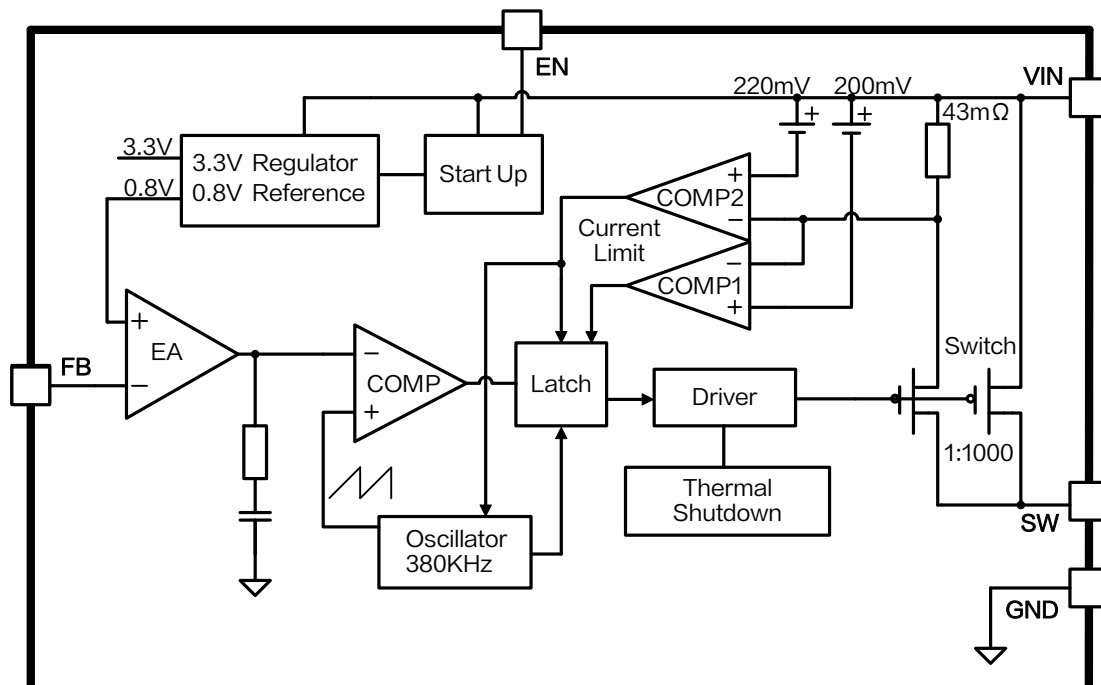 EN
VIN
220mV
200mV
43mΩ
3.3V
3.3V Regulator
0.8V Reference
0.8V
Start Up
+
+
+
COMP2
−
Current
Limit
−
COMP1
+
FB
+
EA
−
−
COMP
+
Latch
Driver
Switch
1:1000
Thermal
Shutdown
Oscillator
380KHz
SW
GND